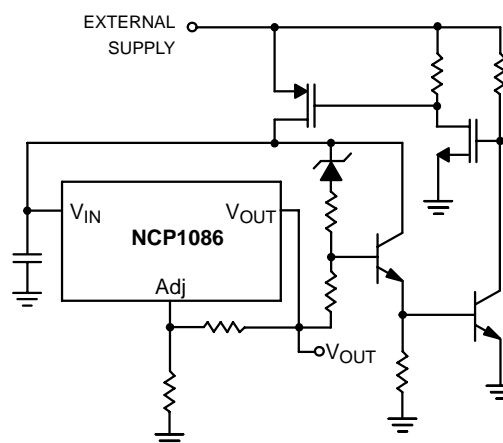 EXTERNAL
SUPPLY
VIN
VOUT
NCP1086
Adj
VOUT